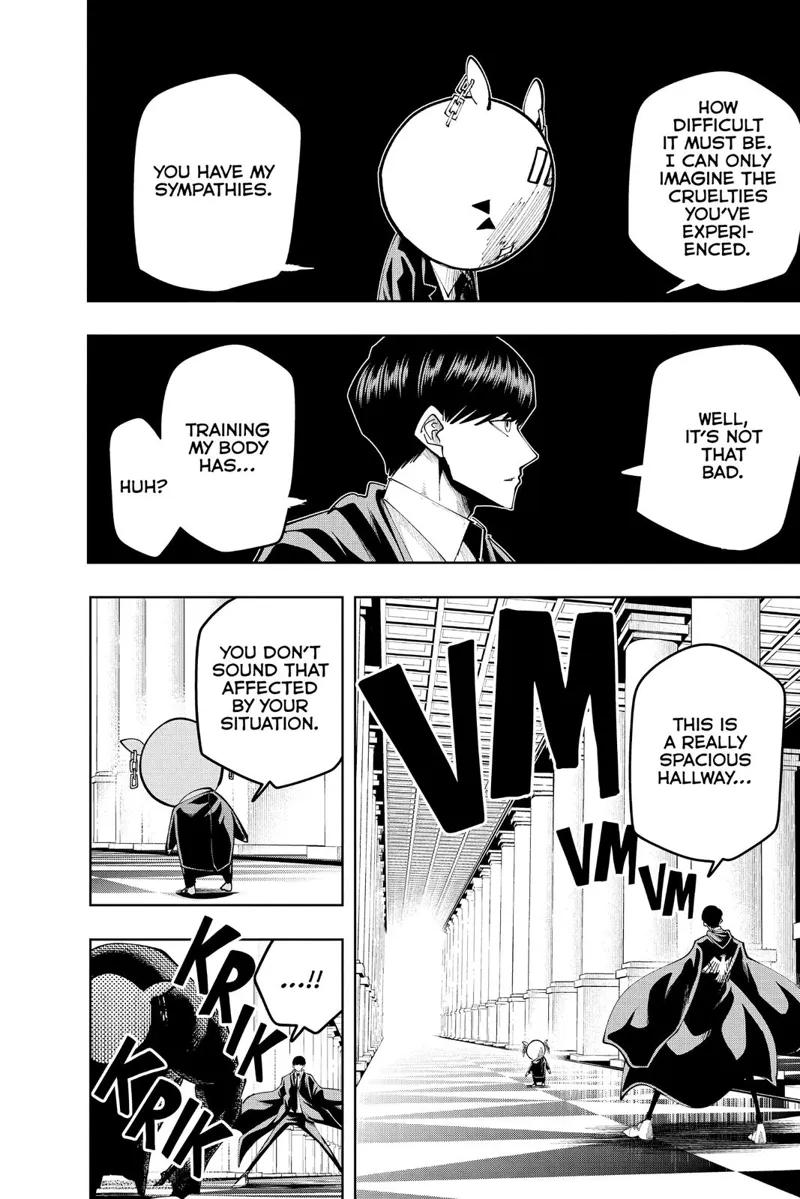 HOW
DIFFICULT
IT MUST BE.
I CAN ONLY
IMAGINE THE
CRUELTIES
YOU'VE
EXPERI-
ENCED.
YOU HAVE MY
SYMPATHIES.
WELL,
IT'S NOT
THAT
BAD.
TRAINING
MY BODY
HAS...
HUH?
THIS IS
A REALLY
SPACIOUS
HALLWAY...
VM
VM
VM
YOU DON'T
SOUND THAT
AFFECTED
BY YOUR
SITUATION.
...!!
KRIK
KRIK